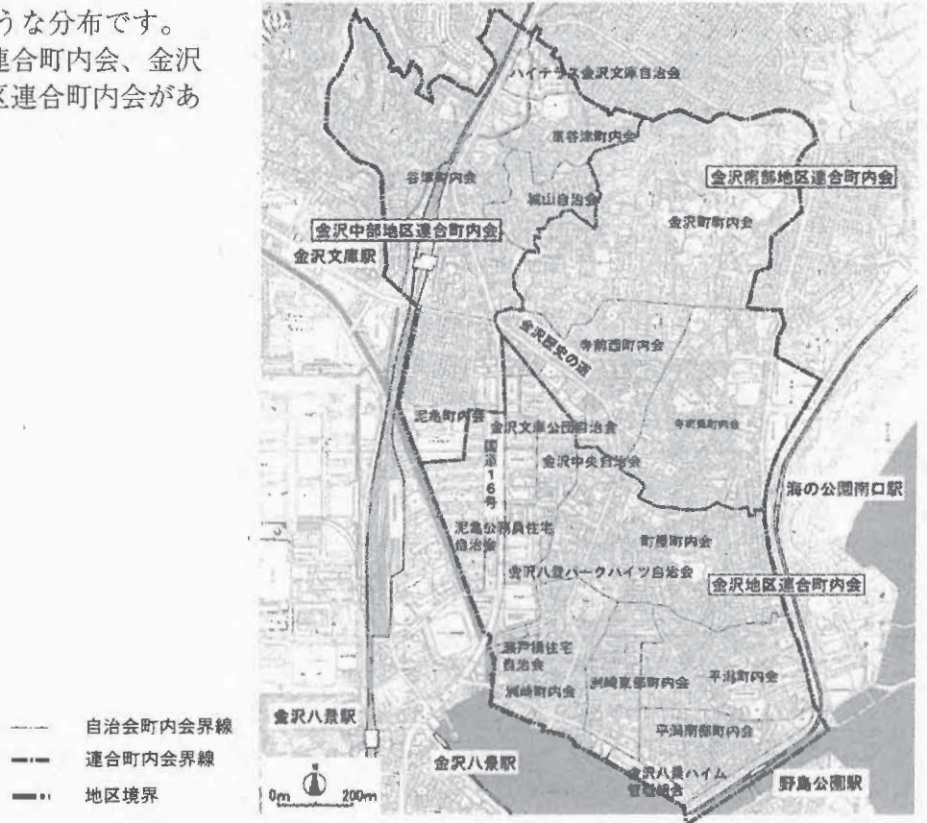 うな分布です。
連合町内会、金沢
区連合町内会があ
ハイテラス金沢文庫自治会
東谷津町内会
谷津町内会
金沢南部地区連合町内会
城山自治会
金沢町町内会
金沢中部地区連合町内会
金沢文庫駅
金沢歴史の道
寺前西町内会
泥亀町内会
金沢文庫公団自治会
寺前東町内会
国道16号
金沢中央自治会
海の公園南口駅
泥亀公務員住宅
自治会
町屋町内会
金沢八景パークハイツ自治会
金沢地区連合町内会
瀬戸橋住宅
自治会
洲崎町内会
洲崎東部町内会
平潟町内会
金沢八景駅
平潟南部町内会
金沢八景駅
金沢八景ハイム
管理組合
野島公園駅
自治会町内会界線
連合町内会界線
地区境界
0m 200m